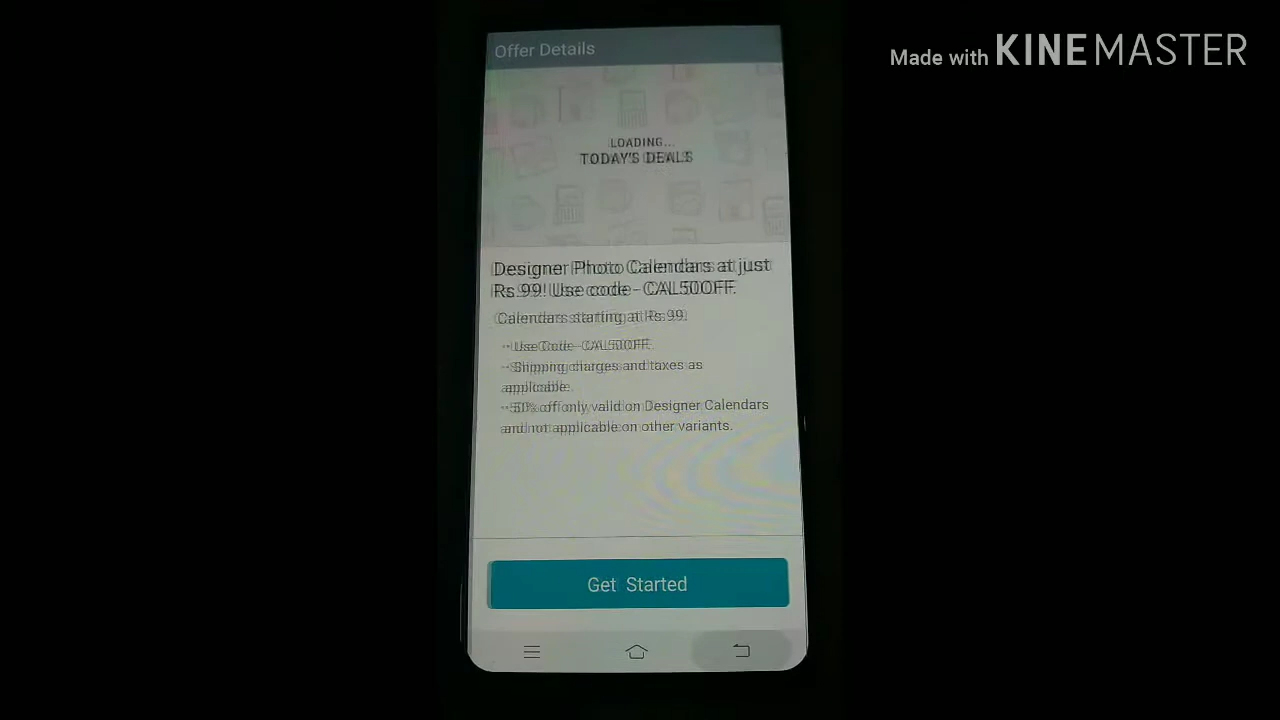 Made with KINEMASTER
Offer Details
LOADING...
TODAY'S DEALS
Designer Photo Calendars at just
Rs.99! Use code - CAL50OFF.
Calendars starting at Rs.99.
- Use Code - CAL50OFF.
- Shipping charges and taxes as
applicable.
- 50% off only valid on Designer Calendars
and not applicable on other variants.
Get Started